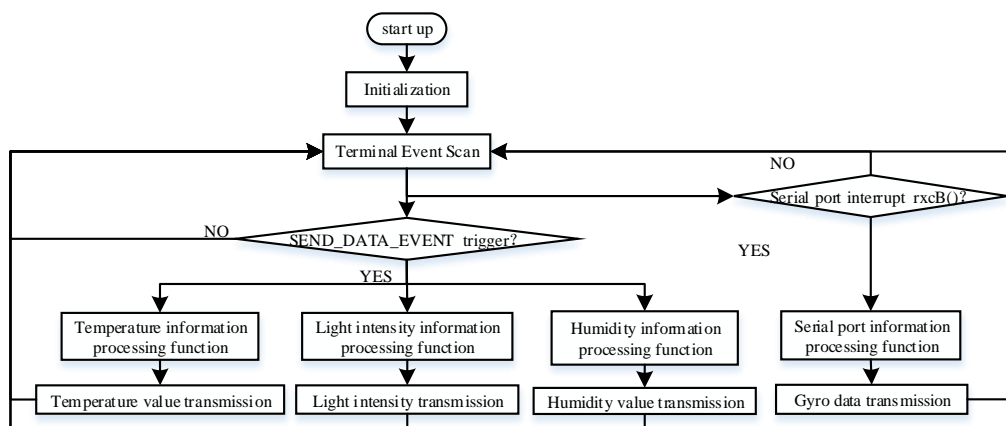 start up
Initialization
Terminal Event Scan
NO
Serial port interrupt rxcB()?
NO
SEND_DATA_EVENT trigger?
YES
YES
Temperature information
processing function
Light intensity information
processing function
Humidity information
processing function
Serial port information
processing function
Temperature value transmission
Light intensity transmission
Humidity value transmission
Gyro data transmission